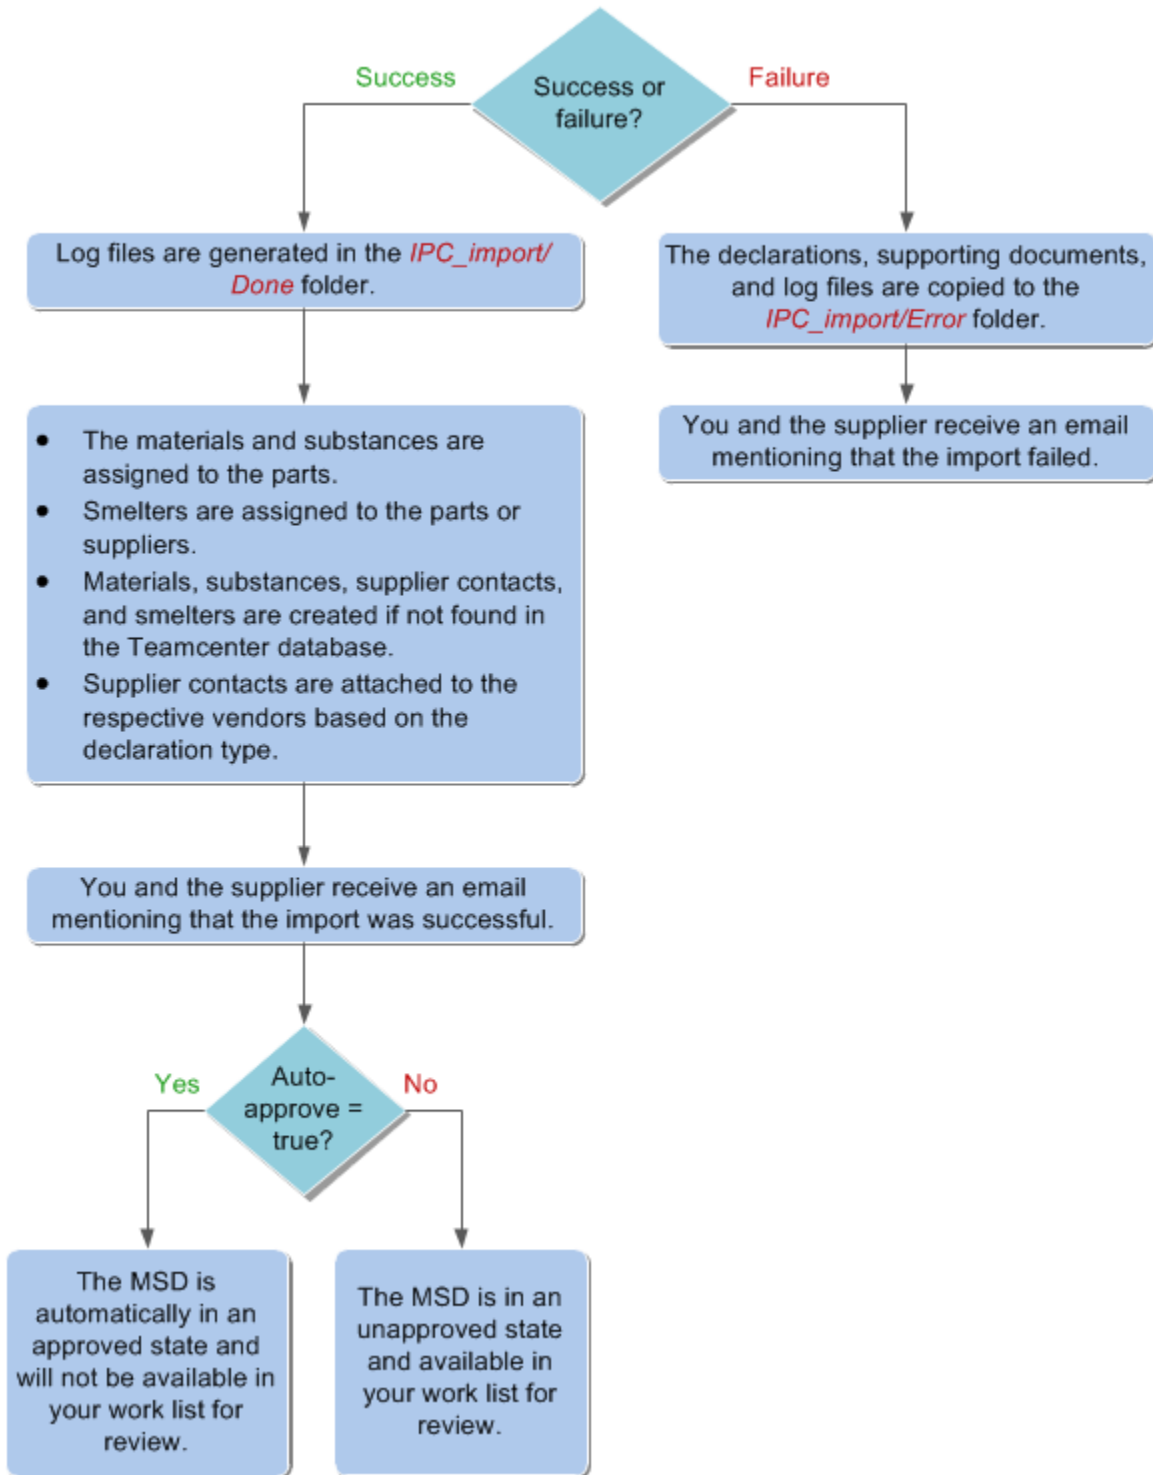 Success
Success or
failure?
Failure
Log files are generated in the IPC_import/
Done folder.
The declarations, supporting documents,
and log files are copied to the
IPC_import/Error folder.
You and the supplier receive an email
mentioning that the import failed.
• The materials and substances are
assigned to the parts.
• Smelters are assigned to the parts or
suppliers.
• Materials, substances, supplier contacts,
and smelters are created if not found in
the Teamcenter database.
• Supplier contacts are attached to the
respective vendors based on the
declaration type.
You and the supplier receive an email
mentioning that the import was successful.
Yes
Auto-
approve =
true?
No
The MSD is
automatically in an
approved state and
will not be available in
your work list for
review.
The MSD is in an
unapproved state
and available in
your work list for
review.